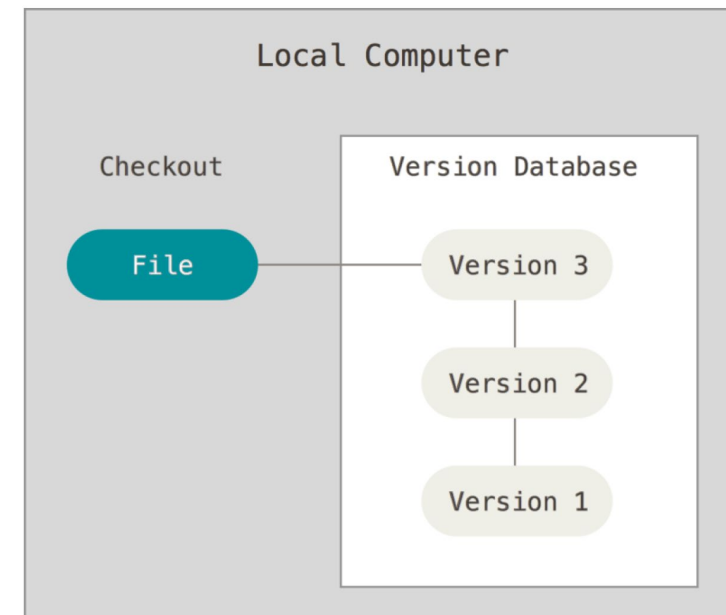 Local Computer
Checkout
Version Database
File
Version 3
Version 2
Version 1